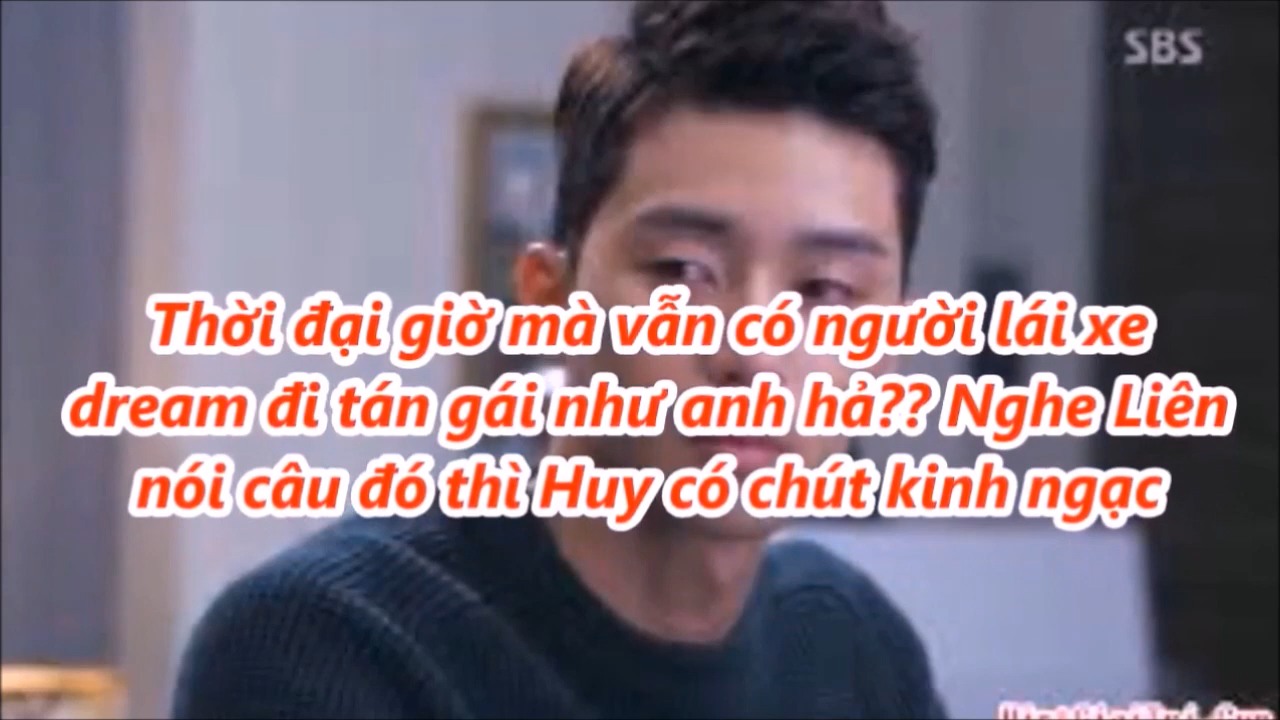 SBS
Thời đại giờ mà vẫn có người lái xe
dream đi tán gái như anh hả?? Nghe Liên
nói câu đó thì Huy có chút kinh ngạc